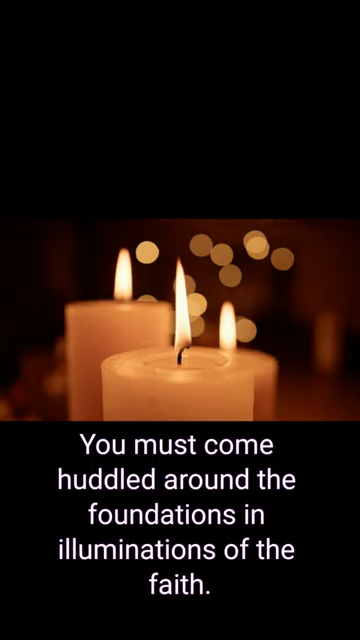 You must come
huddled around the
foundations in
illuminations of the
faith.